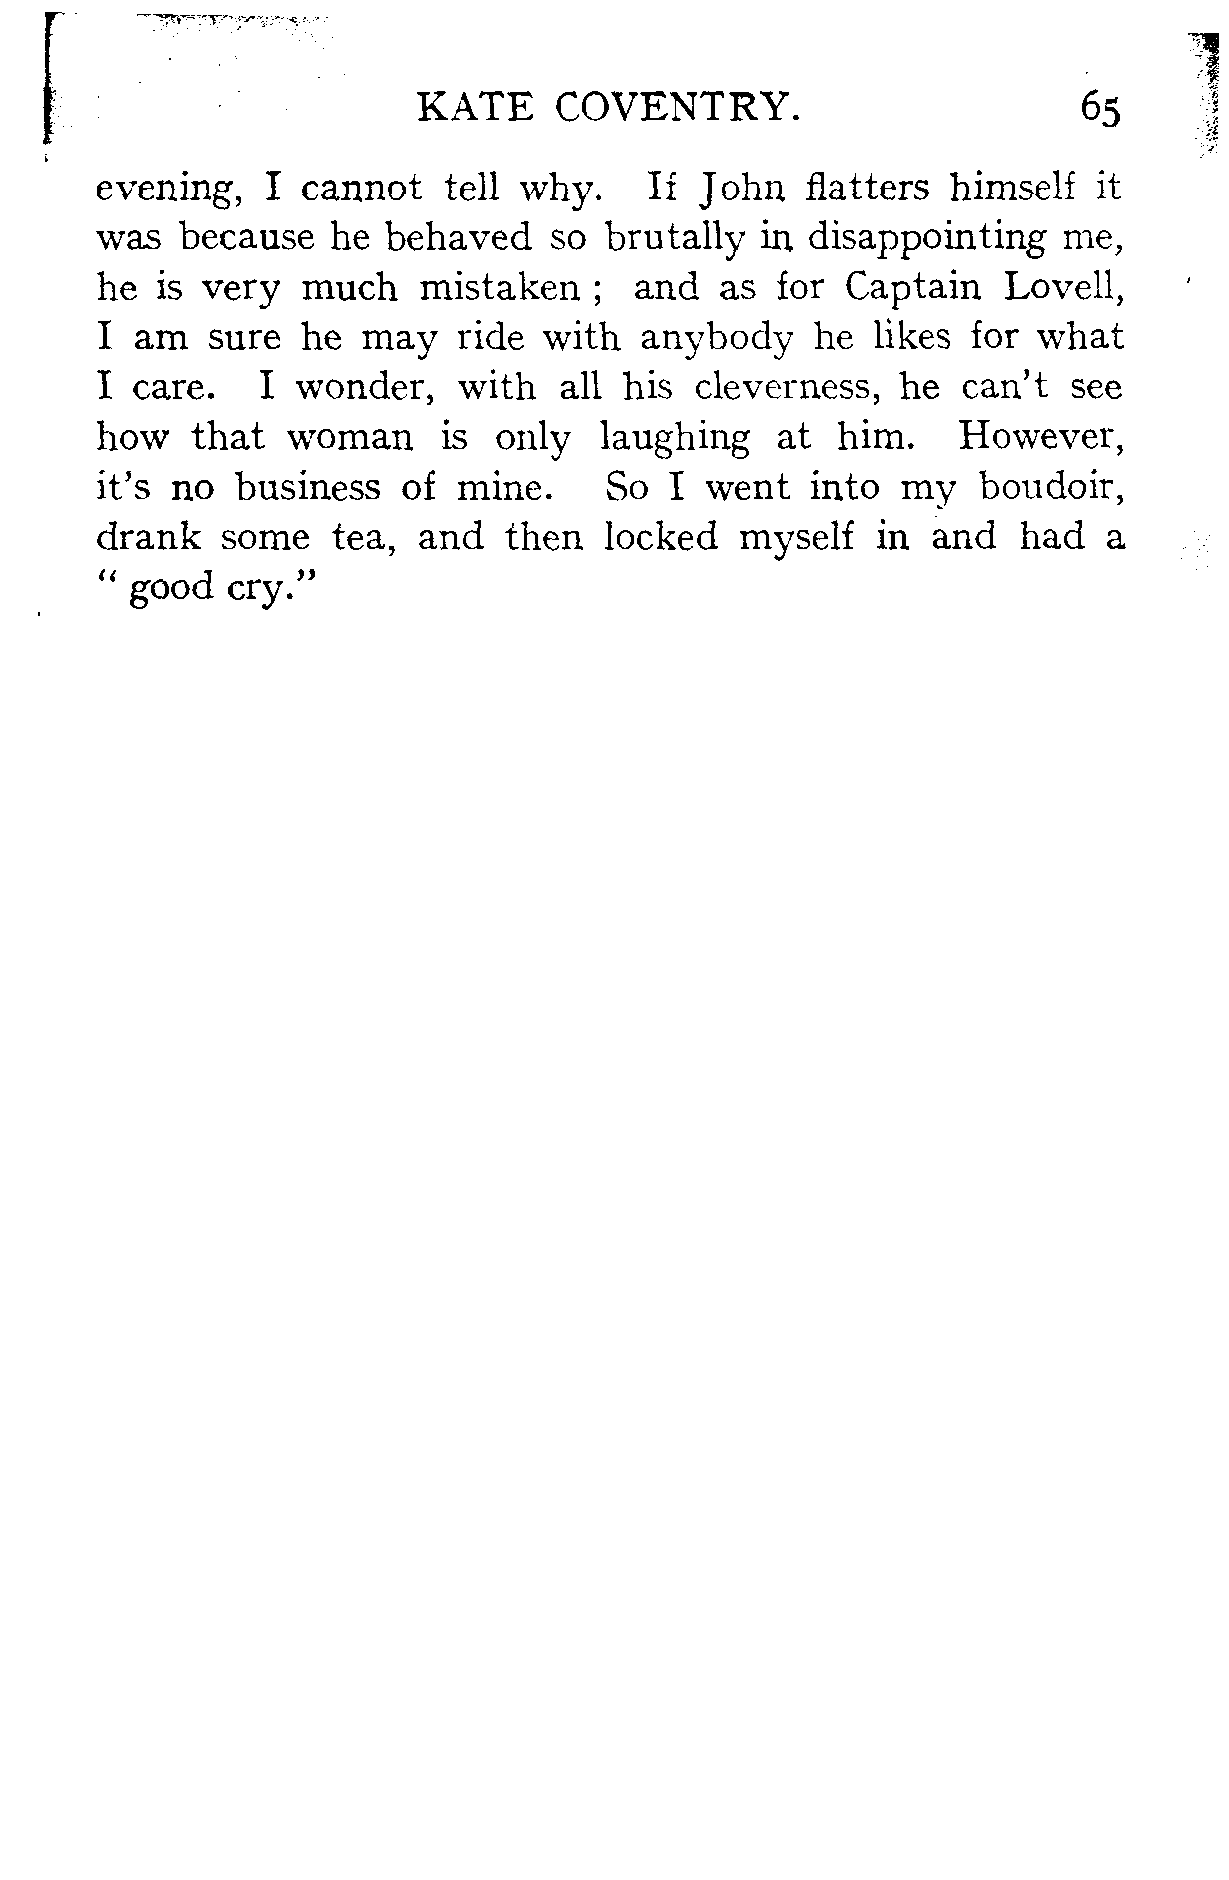 KATE COVENTRY. 65
evening, I cannot tell why. If John flatters himself it
was because he behaved so brutally in disappointing me,
he is very much mistaken ; and as for Captain Lovell,
I am sure he may ride with anybody he likes for what
I care. I wonder, with all his cleverness, he can't see
how that woman is only laughing at him. However,
it's no business of mine. So I went into my boudoir,
drank some tea, and then locked myself in and had a
" good cry."